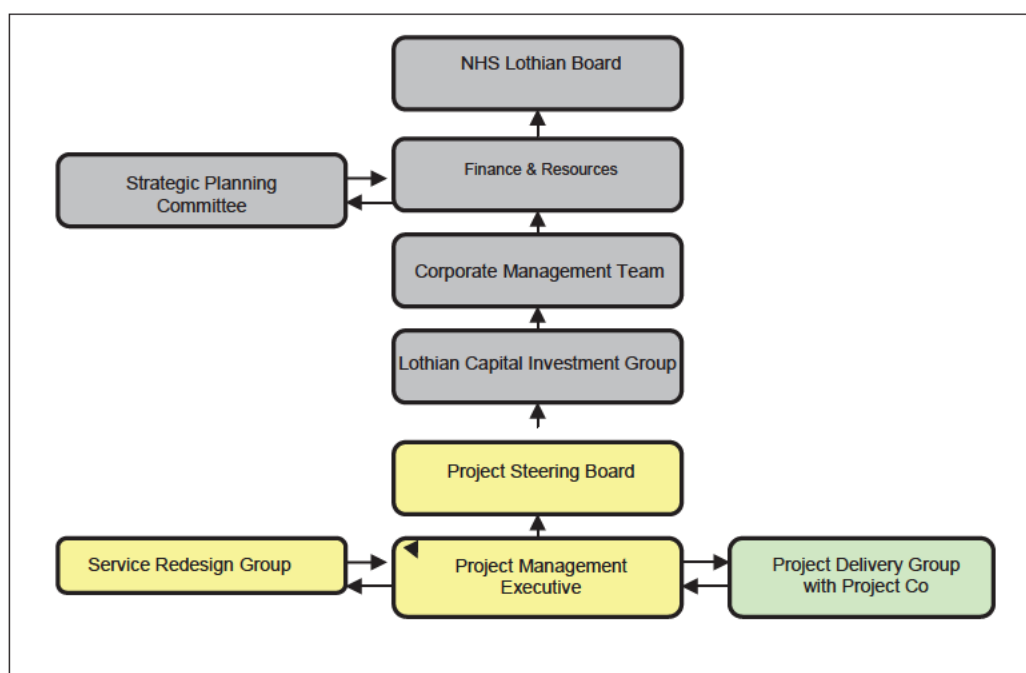 NHS Lothian Board
Finance & Resources
Strategic Planning
Committee
Corporate Management Team
Lothian Capital Investment Group
Project Steering Board
Service Redesign Group
Project Management
Executive
Project Delivery Group
with Project Co